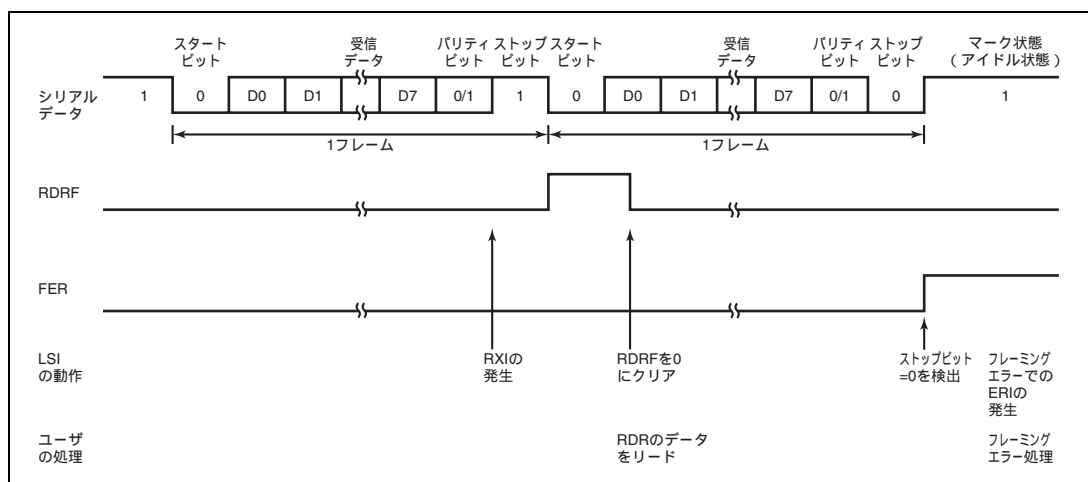 スタート
ビット
受信
データ
パリティ
ビット
ストップ
ビット
スタート
ビット
受信
データ
パリティ
ビット
ストップ
ビット
マーク状態
(アイドル状態)
シリアル
データ
1
0
D0
D1
D7
0/1
1
0
D0
D1
D7
0/1
0
1
1フレーム
1フレーム
RDRF
FER
LSI
の動作
RXIの
発生
RDRFを0
にクリア
ストップビット
=0を検出
フレーミング
エラーでの
ERIの
発生
ユーザ
の処理
RDRのデータ
をリード
フレーミング
エラー処理